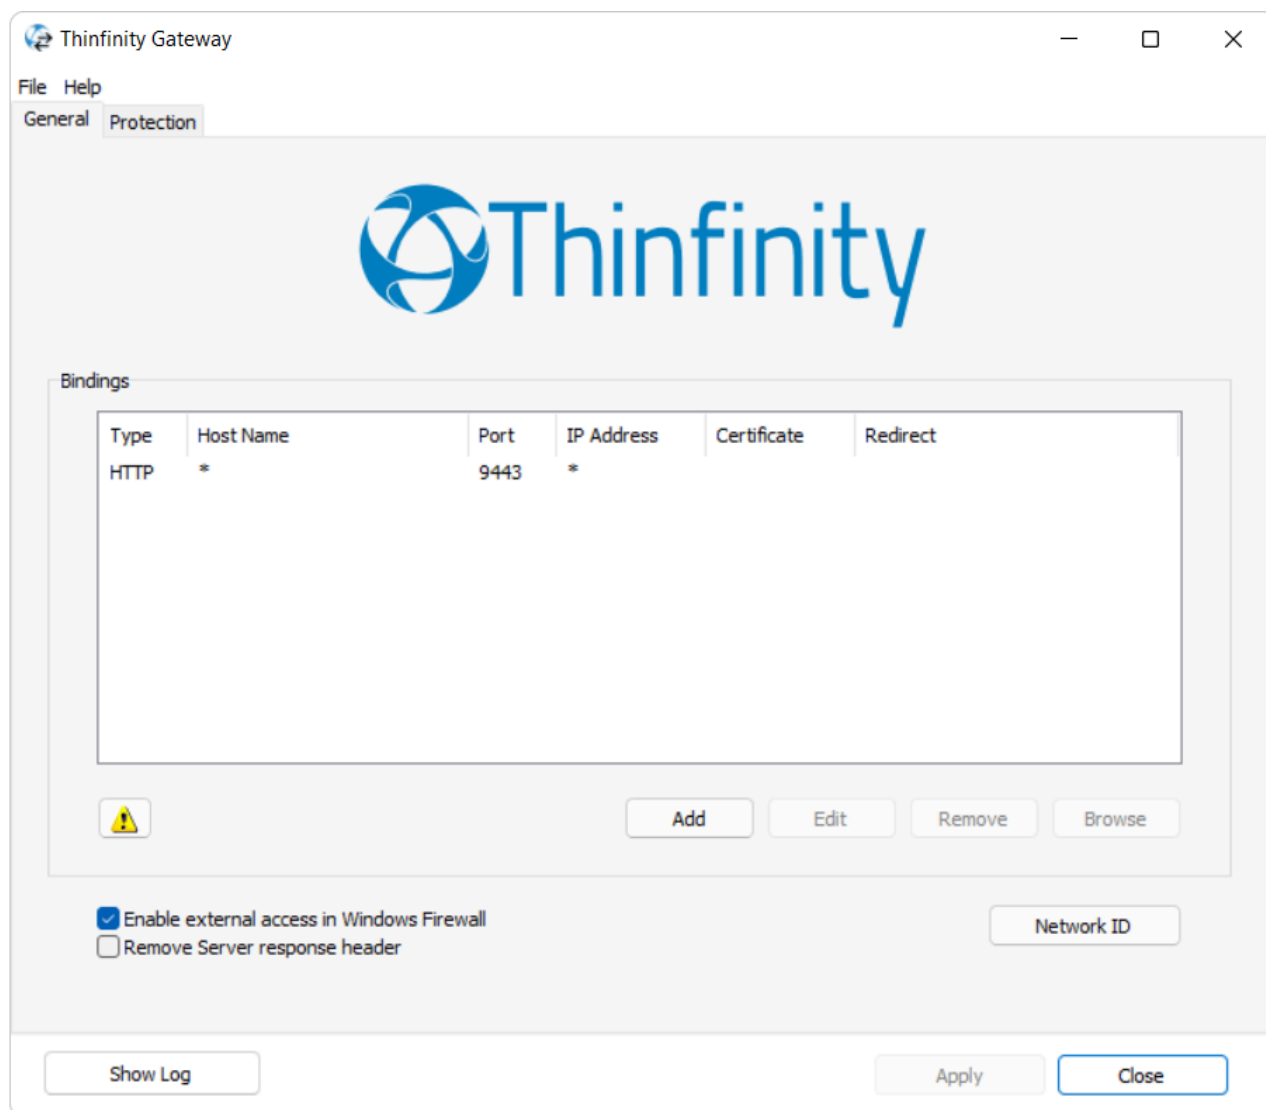 Thinfinity Gateway
File Help
General Protection
Thinfinity
Bindings
Type Host Name Port IP Address Certificate Redirect
HTTP * 9443 *
Add Edit Remove Browse
Enable external access in Windows Firewall
Remove Server response header
Network ID
Show Log Apply Close